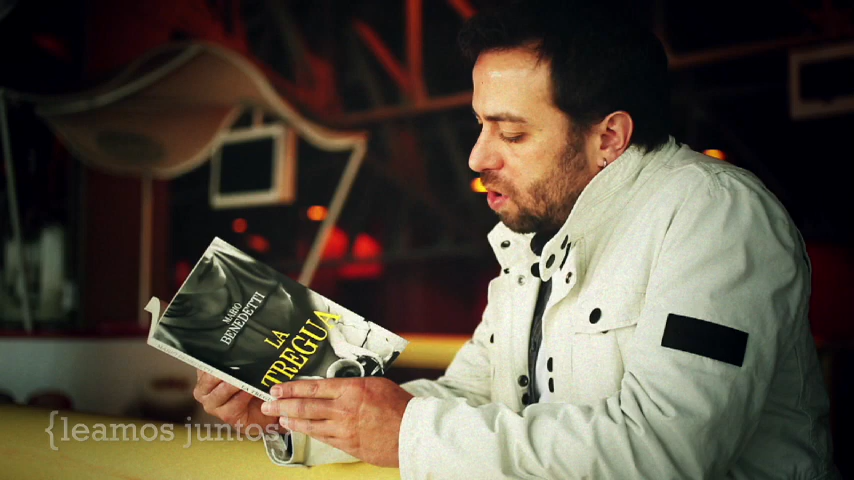 MARIO
BENEDETTI
LA
TREGUA
{leamos juntos